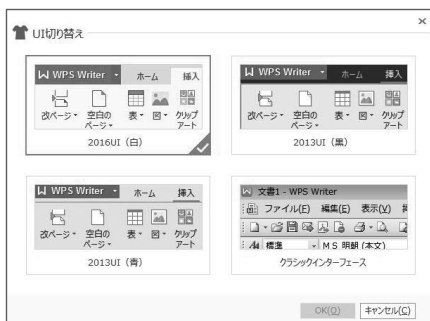 ×
UI切り替え
WPS Writer ホーム 挿入
改ページ 空白のページ 表 図 クリップアート
2016UI（白）
WPS Writer ホーム 挿入
改ページ 空白のページ 表 図 クリップアート
2013UI（黒）
WPS Writer ホーム 挿入
改ページ 空白のページ 表 図 クリップアート
2013UI（青）
文書1 - WPS Writer
ファイル(F) 編集(E) 表示(V)
標準 MS 明朝 (本文)
クラシックインターフェース
OK(O) キャンセル(C)